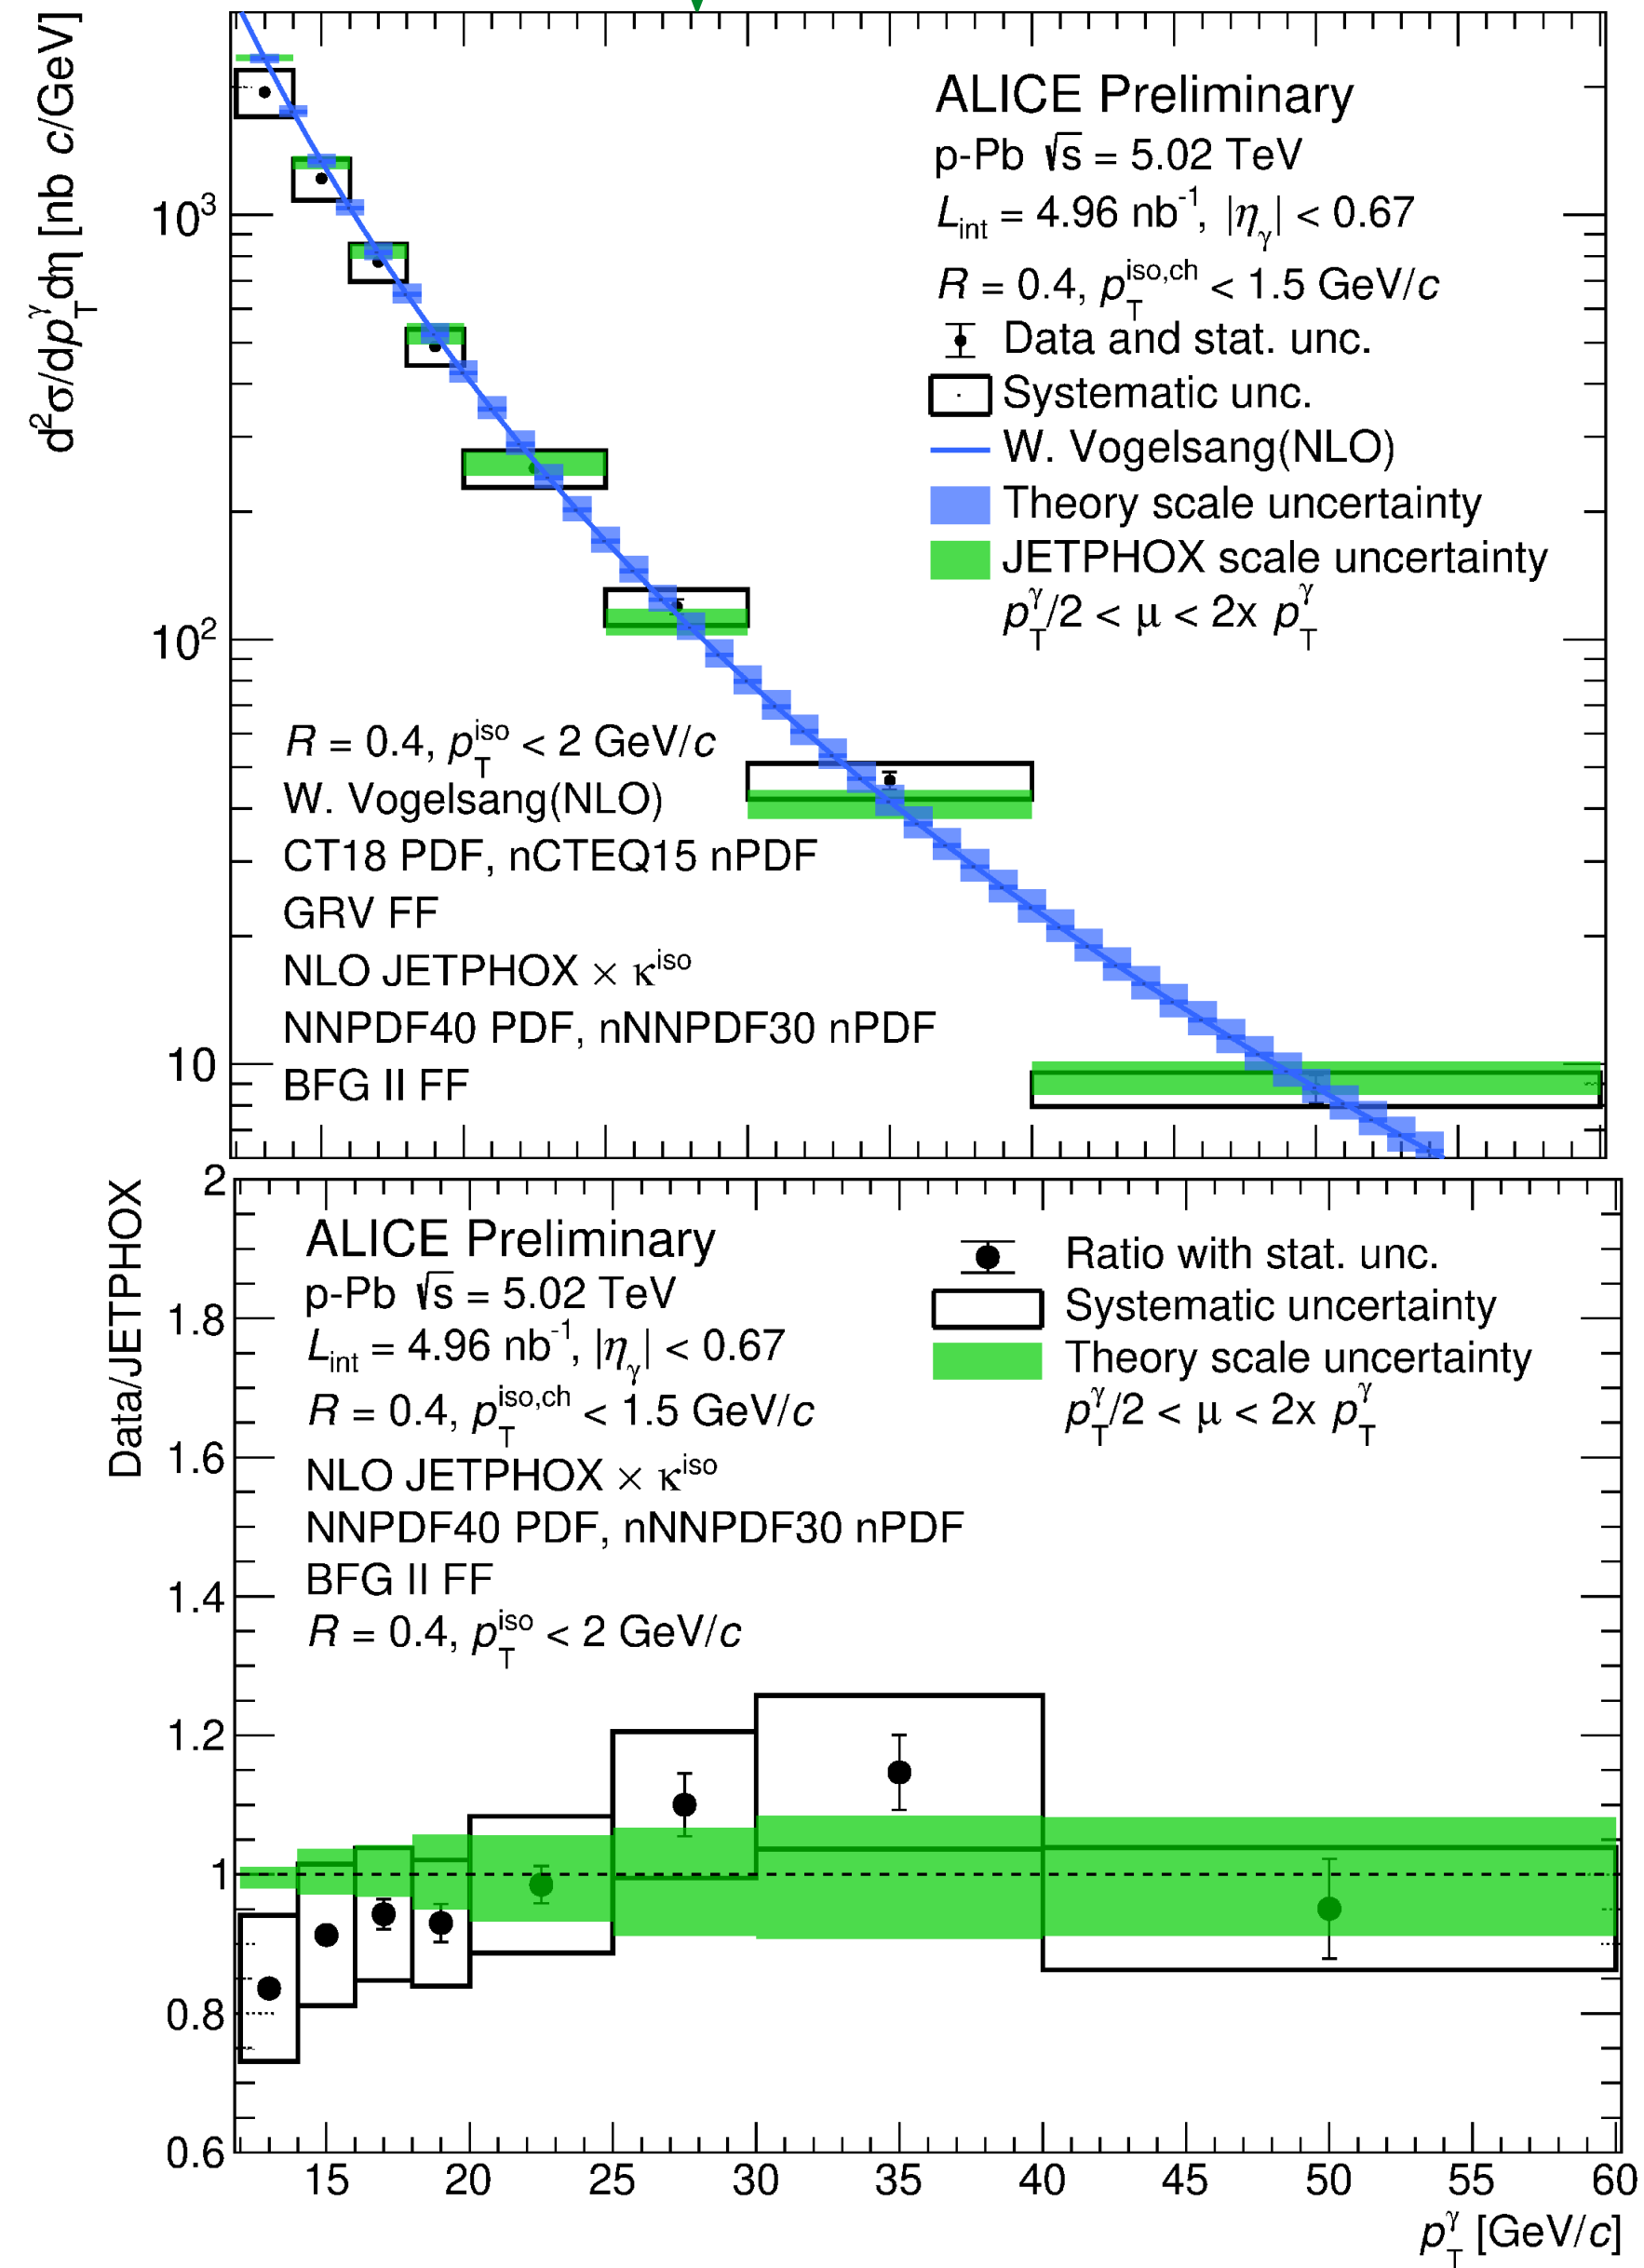 d²σ/dp_T^γdη [nb c/GeV]
10³
10²
10
ALICE Preliminary
p-Pb √s = 5.02 TeV
L_int = 4.96 nb⁻¹, |η_γ| < 0.67
R = 0.4, p_T^iso,ch < 1.5 GeV/c
Data and stat. unc.
Systematic unc.
W. Vogelsang(NLO)
Theory scale uncertainty
JETPHOX scale uncertainty
p_T^γ/2 < μ < 2x p_T^γ
R = 0.4, p_T^iso < 2 GeV/c
W. Vogelsang(NLO)
CT18 PDF, nCTEQ15 nPDF
GRV FF
NLO JETPHOX × κ^iso
NNPDF40 PDF, nNNPDF30 nPDF
BFG II FF
Data/JETPHOX
2
1.8
1.6
1.4
1.2
1
0.8
0.6
ALICE Preliminary
p-Pb √s = 5.02 TeV
L_int = 4.96 nb⁻¹, |η_γ| < 0.67
R = 0.4, p_T^iso,ch < 1.5 GeV/c
NLO JETPHOX × κ^iso
NNPDF40 PDF, nNNPDF30 nPDF
BFG II FF
R = 0.4, p_T^iso < 2 GeV/c
Ratio with stat. unc.
Systematic uncertainty
Theory scale uncertainty
p_T^γ/2 < μ < 2x p_T^γ
15 20 25 30 35 40 45 50 55 60
p_T^γ [GeV/c]